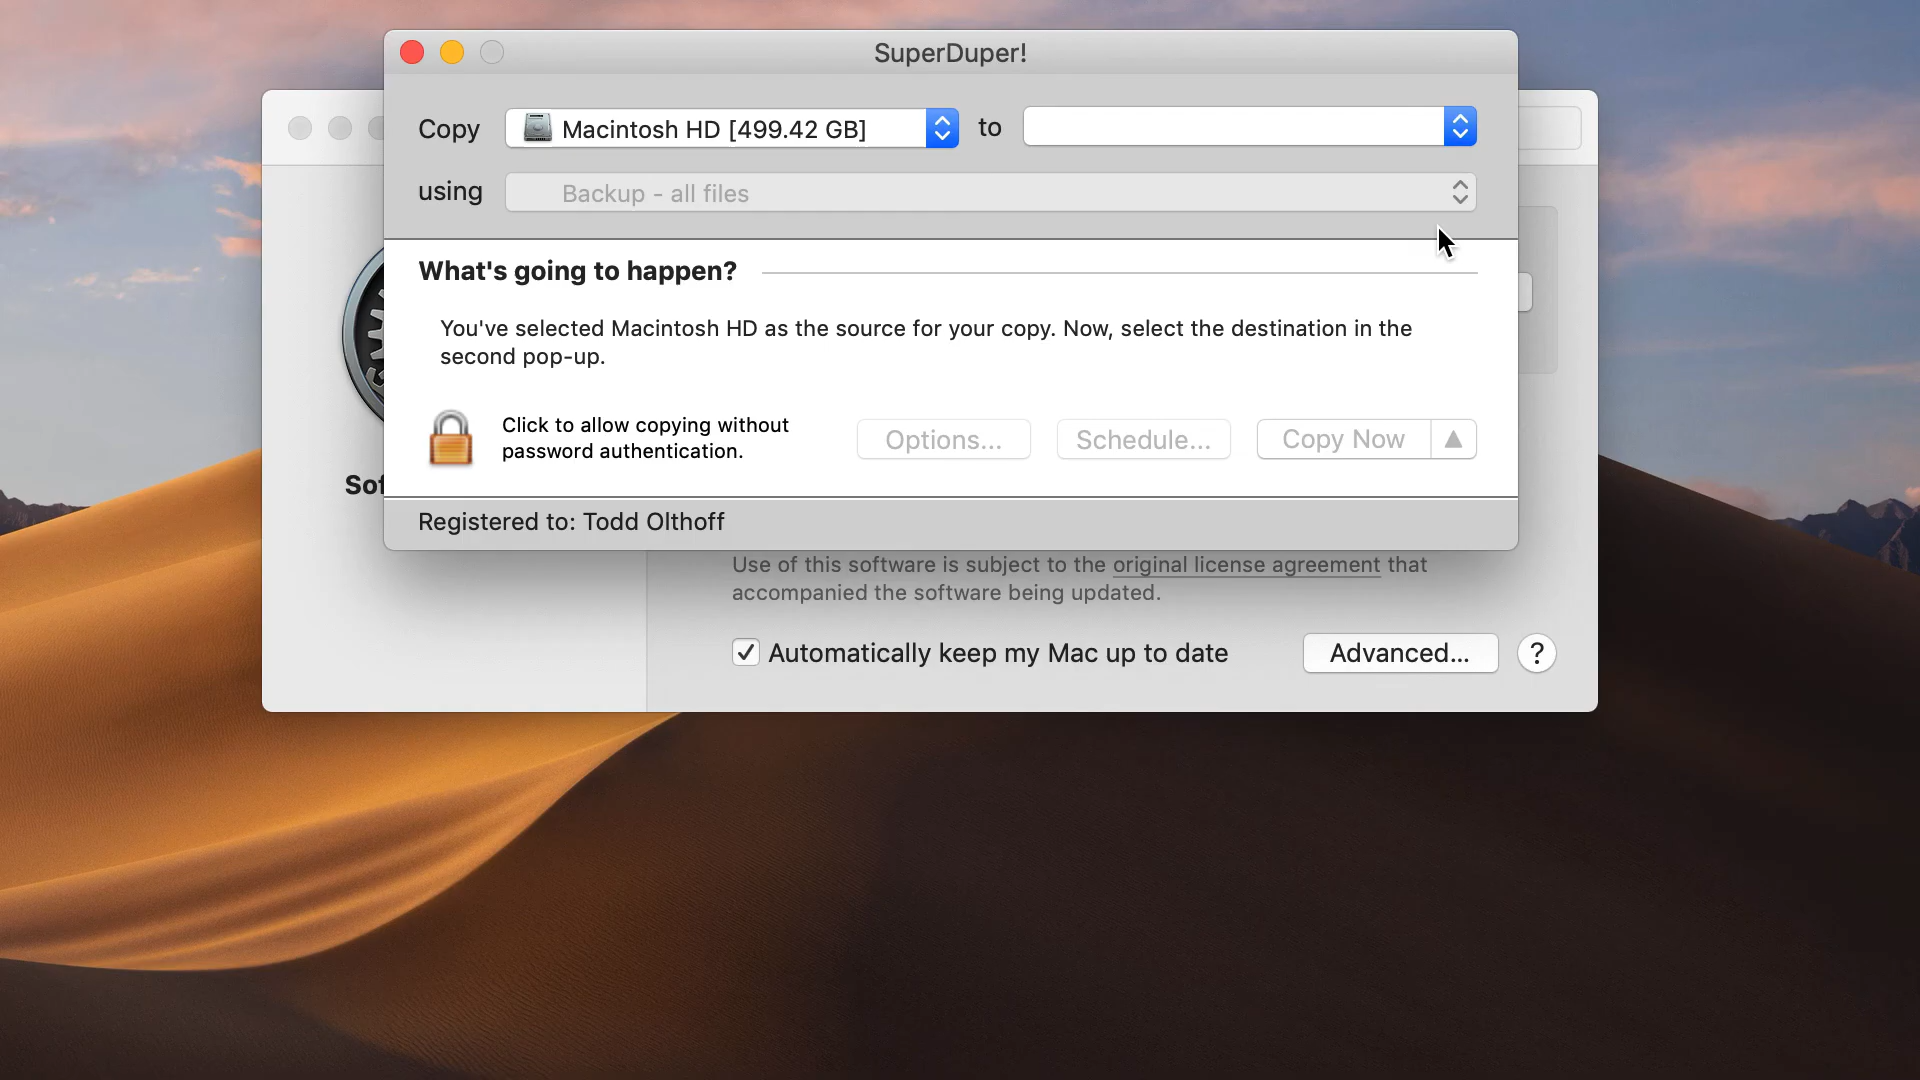 SuperDuper!
Copy Macintosh HD [499.42 GB] to
using Backup - all files
What's going to happen?
You've selected Macintosh HD as the source for your copy. Now, select the destination in the
second pop-up.
Click to allow copying without
password authentication.
Options... Schedule... Copy Now
Sof
Registered to: Todd Olthoff
Use of this software is subject to the original license agreement that
accompanied the software being updated.
Automatically keep my Mac up to date Advanced... ?